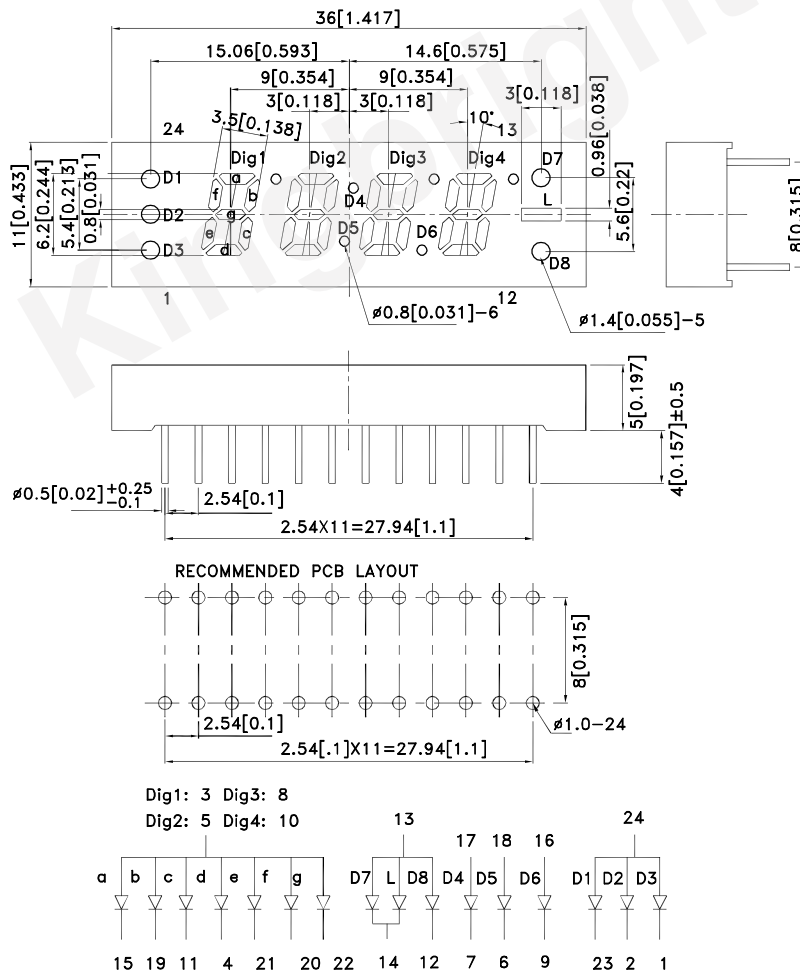 36[1.417]
15.06[0.593] 14.6[0.575]
9[0.354] 9[0.354]
3[0.118] 3[0.118] 3[0.118]
3.5[0.138] 10° 0.96[0.038]
24 13
Dig1 Dig2 Dig3 Dig4 D7
D1 a D4 L
f b
D2 g
e c D5 D6
D3 d D8
11[0.433] 6.2[0.244] 5.4[0.213] 0.8[0.031] 5.6[0.22] 8[0.315]
1 12
ø0.8[0.031]-6 ø1.4[0.055]-5
Kingbright
5[0.197]
4[0.157]±0.5
ø0.5[0.02]+0.25
-0.1
2.54[0.1]
2.54X11=27.94[1.1]
RECOMMENDED PCB LAYOUT
8[0.315]
2.54[0.1] ø1.0-24
2.54[.1]X11=27.94[1.1]
Dig1: 3 Dig3: 8
Dig2: 5 Dig4: 10 13 24
17 18 16
a b c d e f g D7 L D8 D4 D5 D6 D1 D2 D3
15 19 11 4 21 20 22 14 12 7 6 9 23 2 1